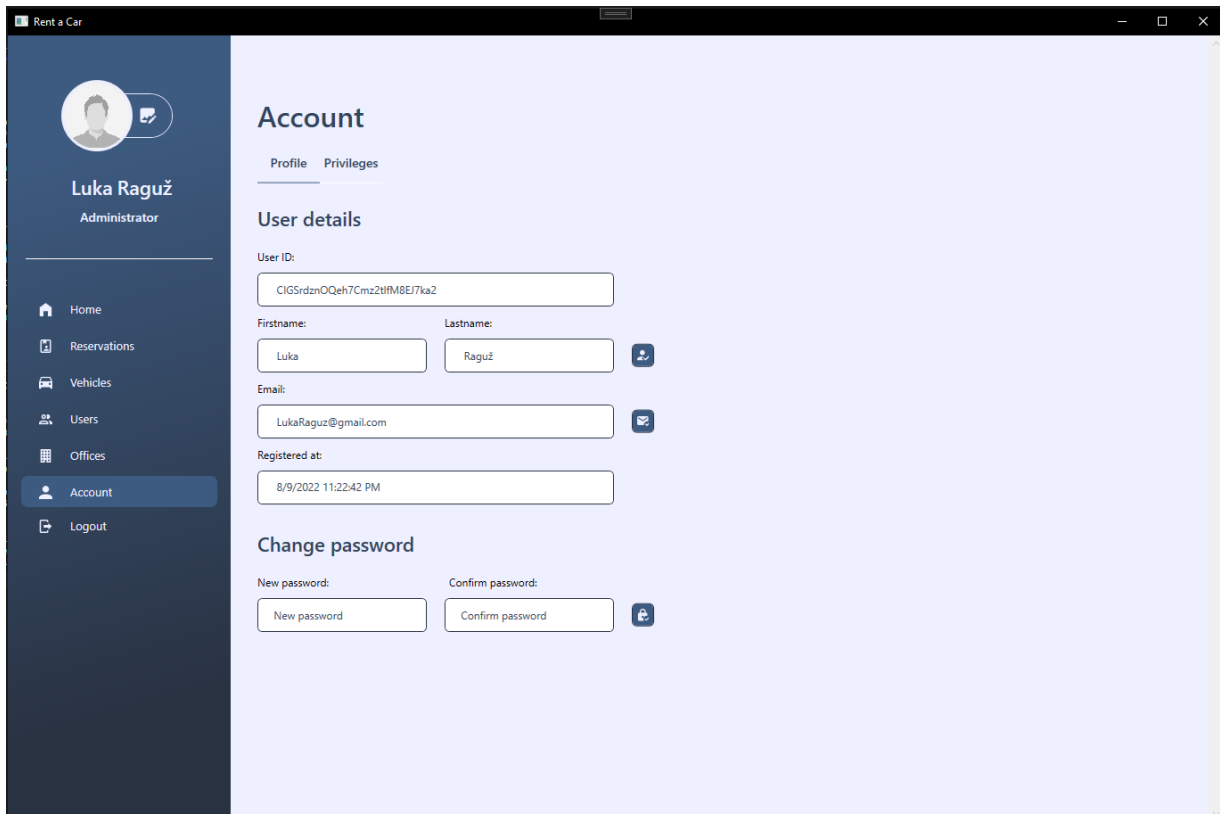 Rent a Car
Luka Raguž
Administrator
Home
Reservations
Vehicles
Users
Offices
Account
Logout
Account
Profile Privileges
User details
User ID:
CIGSrdznOQeh7Cmz2tIfM8EJ7ka2
Firstname: Lastname:
Luka Raguž
Email:
LukaRaguz@gmail.com
Registered at:
8/9/2022 11:22:42 PM
Change password
New password: Confirm password:
New password Confirm password